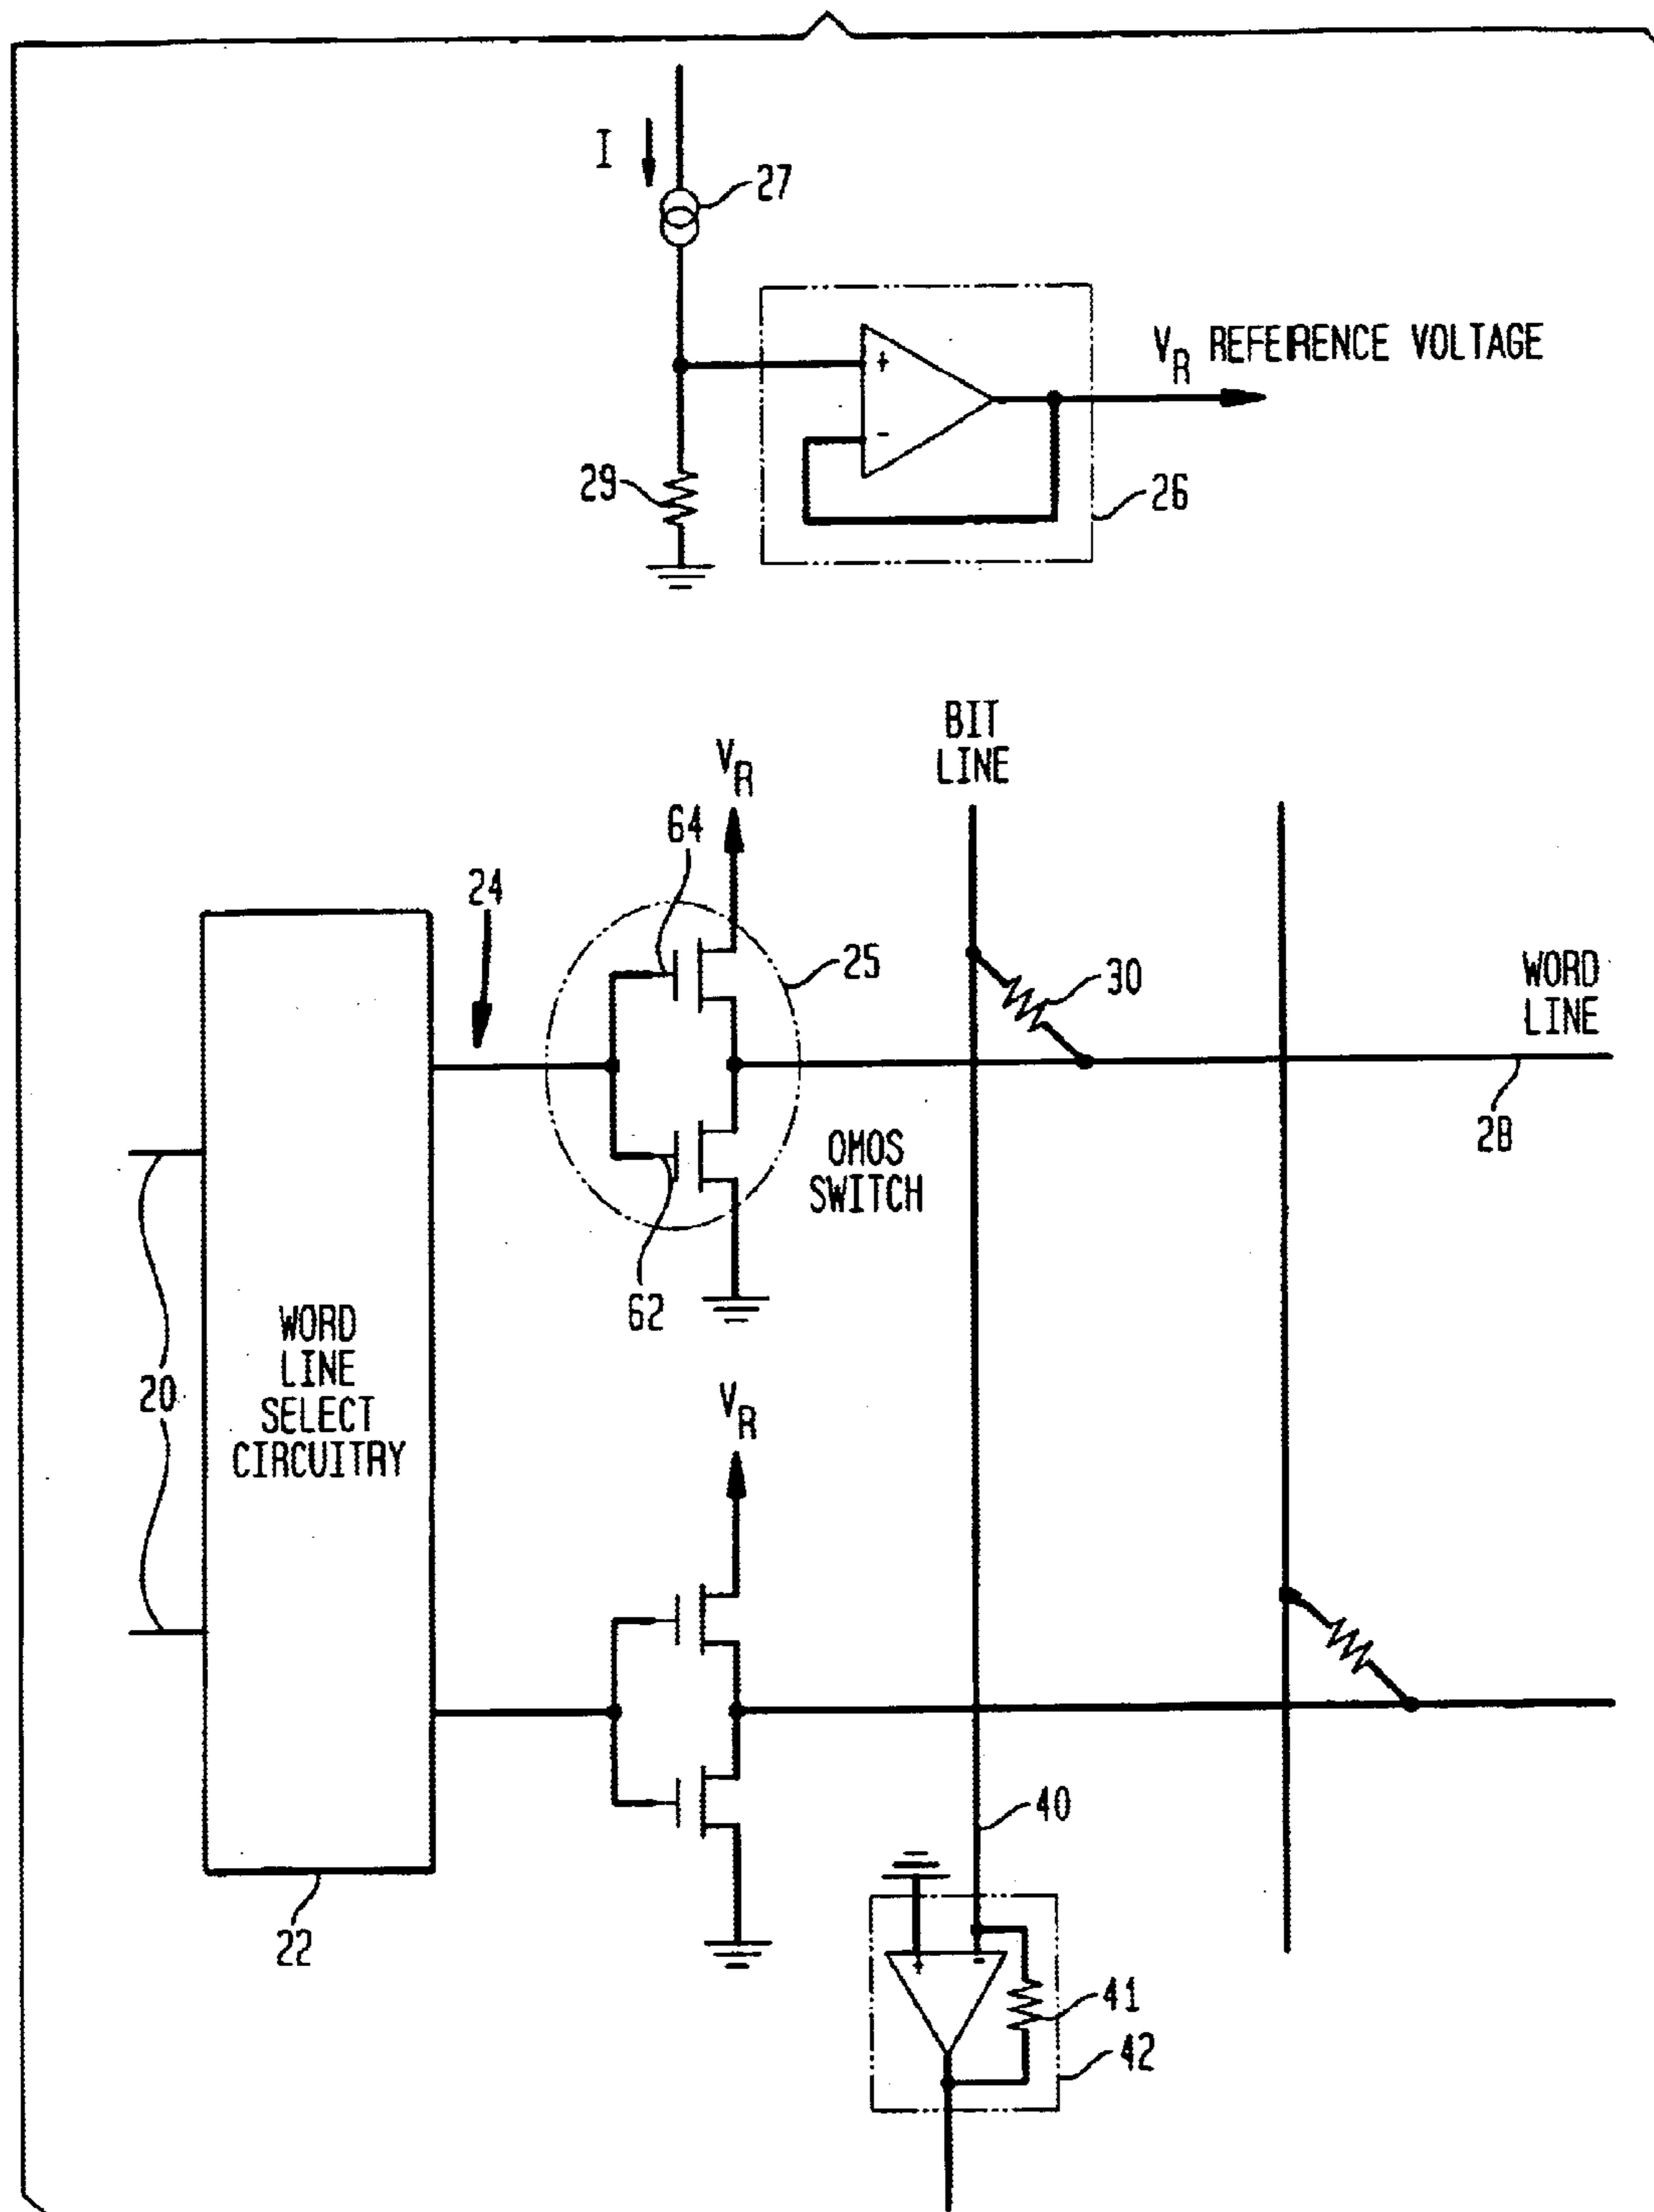 I
27
V_R REFERENCE VOLTAGE
+
-
29
26
BIT
LINE
V_R
64
24
25
30
WORD
LINE
28
OMOS
SWITCH
62
WORD
LINE
SELECT
CIRCUITRY
20
V_R
40
22
+
-
41
42